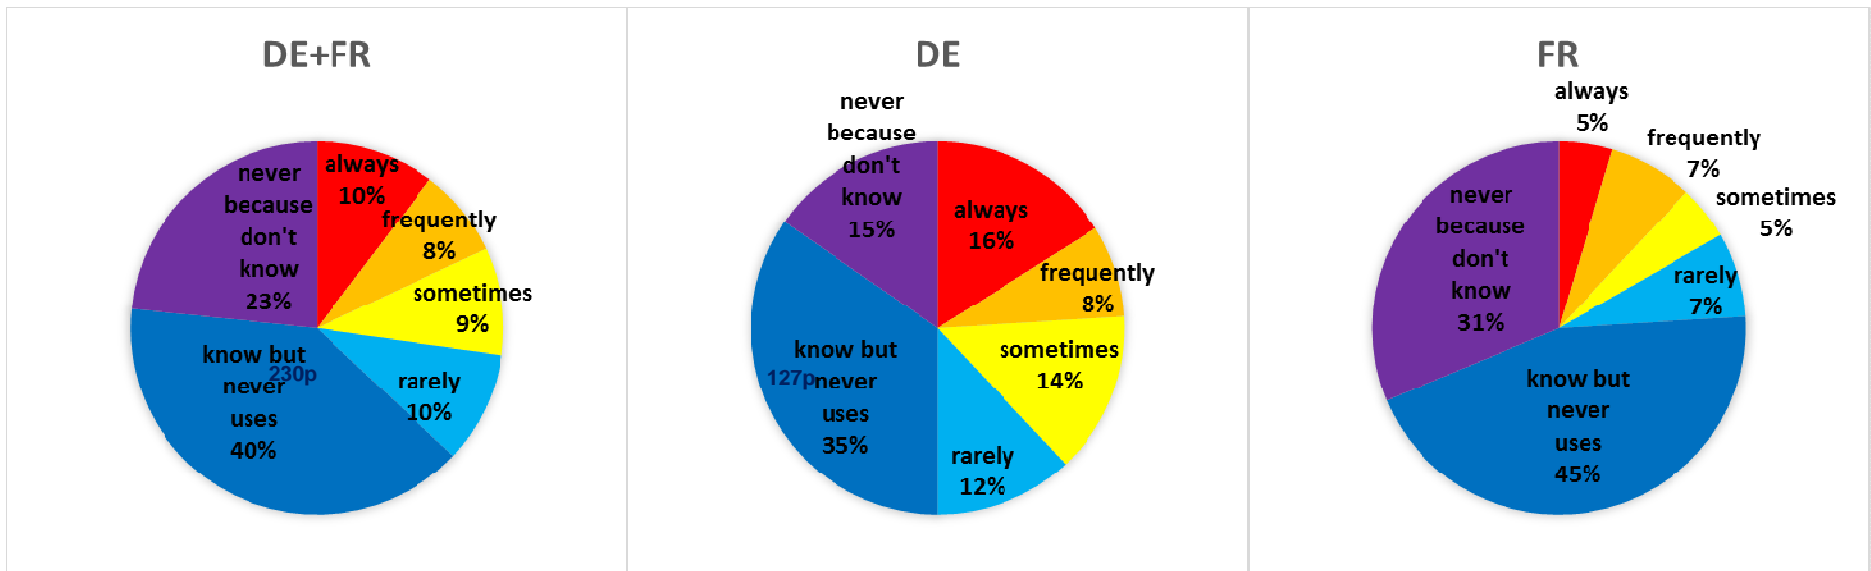 DE+FR
never
because
don't
know
23%
always
10%
frequently
8%
sometimes
9%
rarely
10%
know but
never
uses
40%
230p
DE
never
because
don't
know
15%
always
16%
frequently
8%
sometimes
14%
rarely
12%
know but
never
uses
35%
127p
FR
always
5%
frequently
7%
sometimes
5%
rarely
7%
know but
never
uses
45%
never
because
don't
know
31%